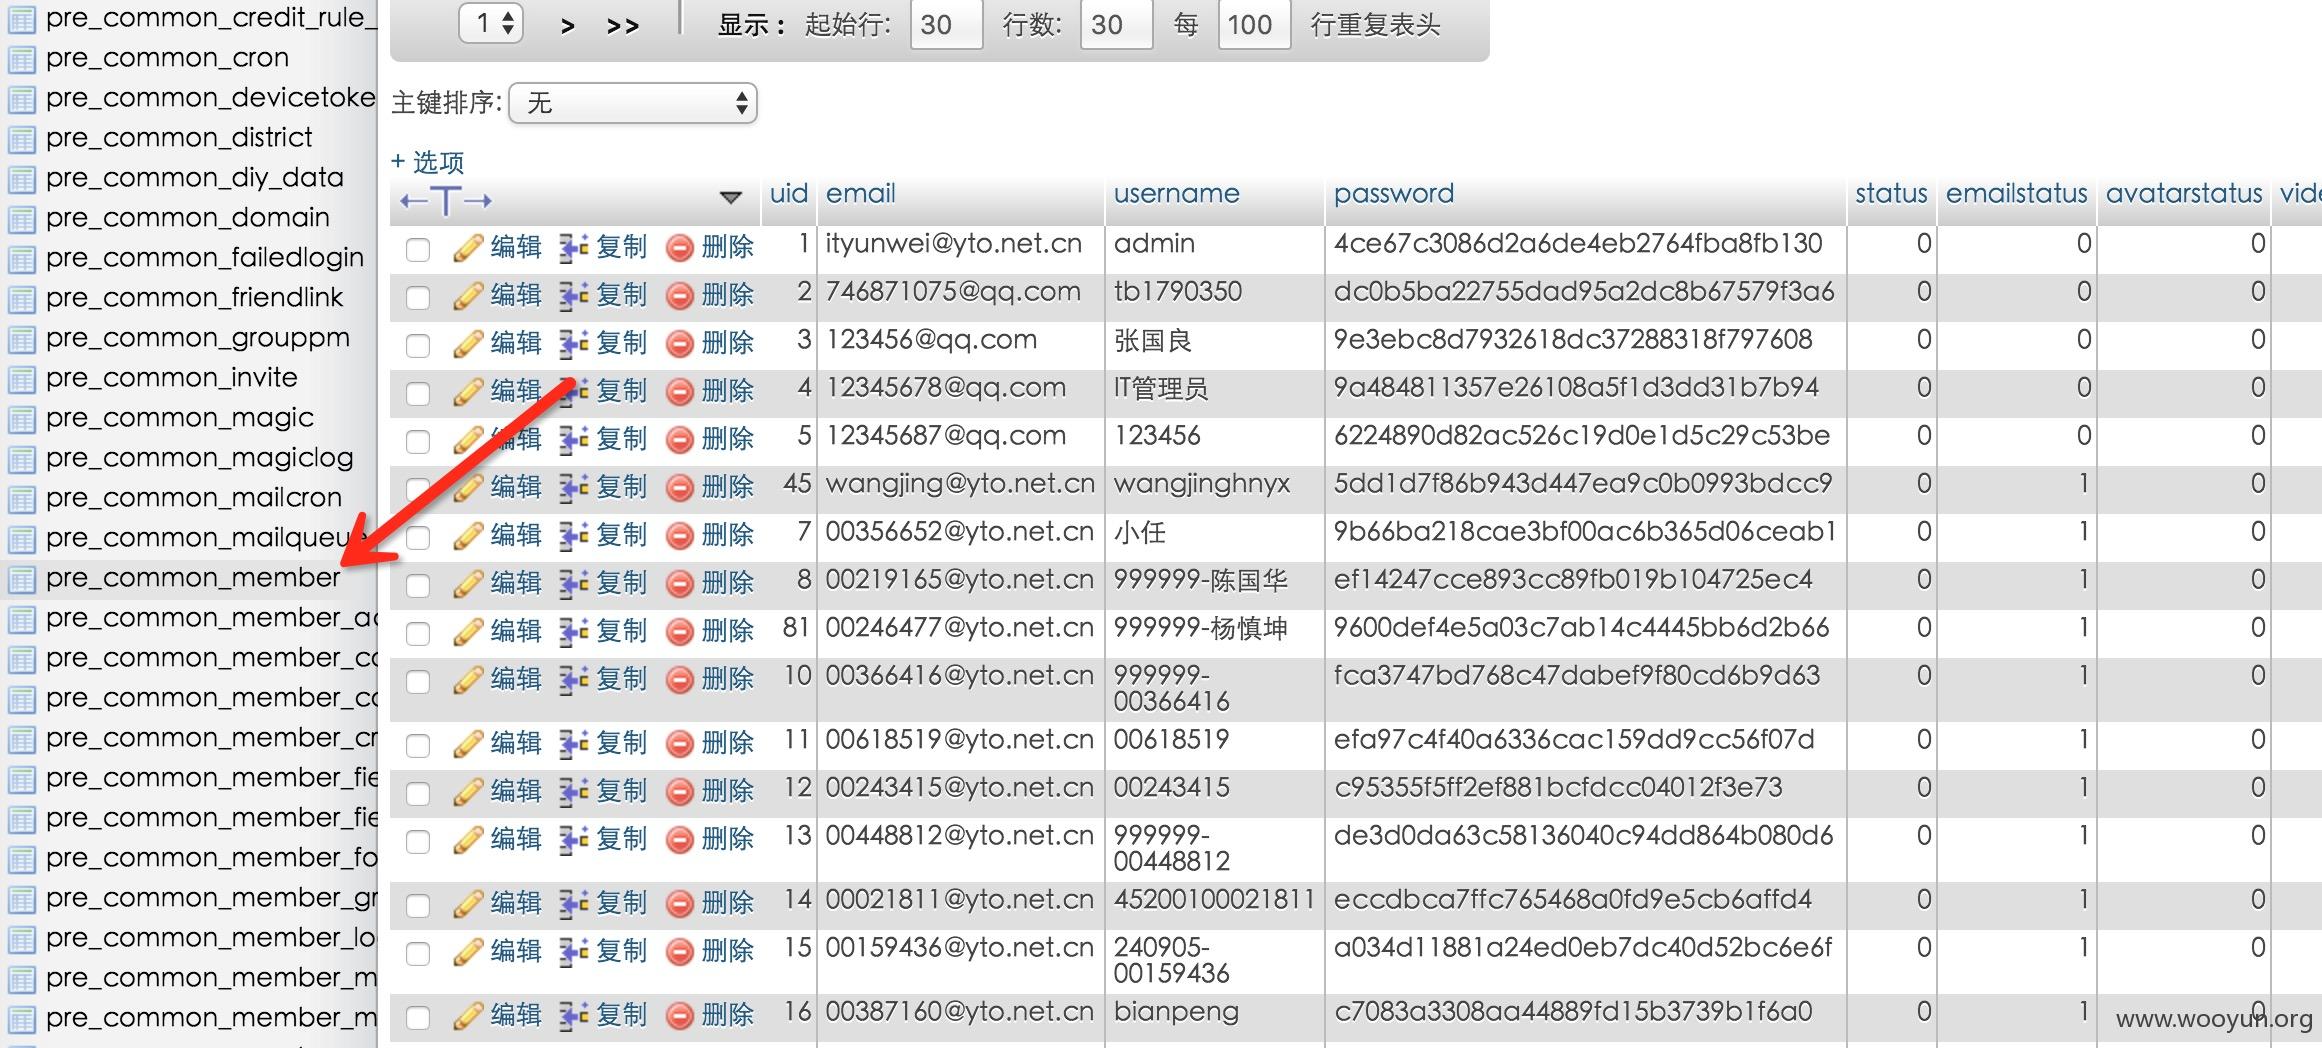 pre_common_credit_rule_
pre_common_cron
pre_common_devicetoke
pre_common_district
pre_common_diy_data
pre_common_domain
pre_common_failedlogin
pre_common_friendlink
pre_common_grouppm
pre_common_invite
pre_common_magic
pre_common_magiclog
pre_common_mailcron
pre_common_mailqueue
pre_common_member
pre_common_member_ac
pre_common_member_co
pre_common_member_co
pre_common_member_cr
pre_common_member_fie
pre_common_member_fie
pre_common_member_fo
pre_common_member_gr
pre_common_member_lo
pre_common_member_m
pre_common_member_m
1 > >> 显示: 起始行: 30 行数: 30 每 100 行重复表头
主键排序: 无
+ 选项
←T→ uid email username password status emailstatus avatarstatus vide
编辑 复制 删除 1 ityunwei@yto.net.cn admin 4ce67c3086d2a6de4eb2764fba8fb130 0 0 0
编辑 复制 删除 2 746871075@qq.com tb1790350 dc0b5ba22755dad95a2dc8b67579f3a6 0 0 0
编辑 复制 删除 3 123456@qq.com 张国良 9e3ebc8d7932618dc37288318f797608 0 0 0
编辑 复制 删除 4 12345678@qq.com IT管理员 9a484811357e26108a5f1d3dd31b7b94 0 0 0
编辑 复制 删除 5 12345687@qq.com 123456 6224890d82ac526c19d0e1d5c29c53be 0 0 0
编辑 复制 删除 45 wangjing@yto.net.cn wangjinghnyx 5dd1d7f86b943d447ea9c0b0993bdcc9 0 1 0
编辑 复制 删除 7 00356652@yto.net.cn 小任 9b66ba218cae3bf00ac6b365d06ceab1 0 1 0
编辑 复制 删除 8 00219165@yto.net.cn 999999-陈国华 ef14247cce893cc89fb019b104725ec4 0 1 0
编辑 复制 删除 81 00246477@yto.net.cn 999999-杨慎坤 9600def4e5a03c7ab14c4445bb6d2b66 0 1 0
编辑 复制 删除 10 00366416@yto.net.cn 999999- fca3747bd768c47dabef9f80cd6b9d63 0 1 0
00366416
编辑 复制 删除 11 00618519@yto.net.cn 00618519 efa97c4f40a6336cac159dd9cc56f07d 0 1 0
编辑 复制 删除 12 00243415@yto.net.cn 00243415 c95355f5ff2ef881bcfdcc04012f3e73 0 1 0
编辑 复制 删除 13 00448812@yto.net.cn 999999- de3d0da63c58136040c94dd864b080d6 0 1 0
00448812
编辑 复制 删除 14 00021811@yto.net.cn 45200100021811 eccdbca7ffc765468a0fd9e5cb6affd4 0 1 0
编辑 复制 删除 15 00159436@yto.net.cn 240905- a034d11881a24ed0eb7dc40d52bc6e6f 0 1 0
00159436
编辑 复制 删除 16 00387160@yto.net.cn bianpeng c7083a3308aa44889fd15b3739b1f6a0 0 1 0
www.wooyun.org